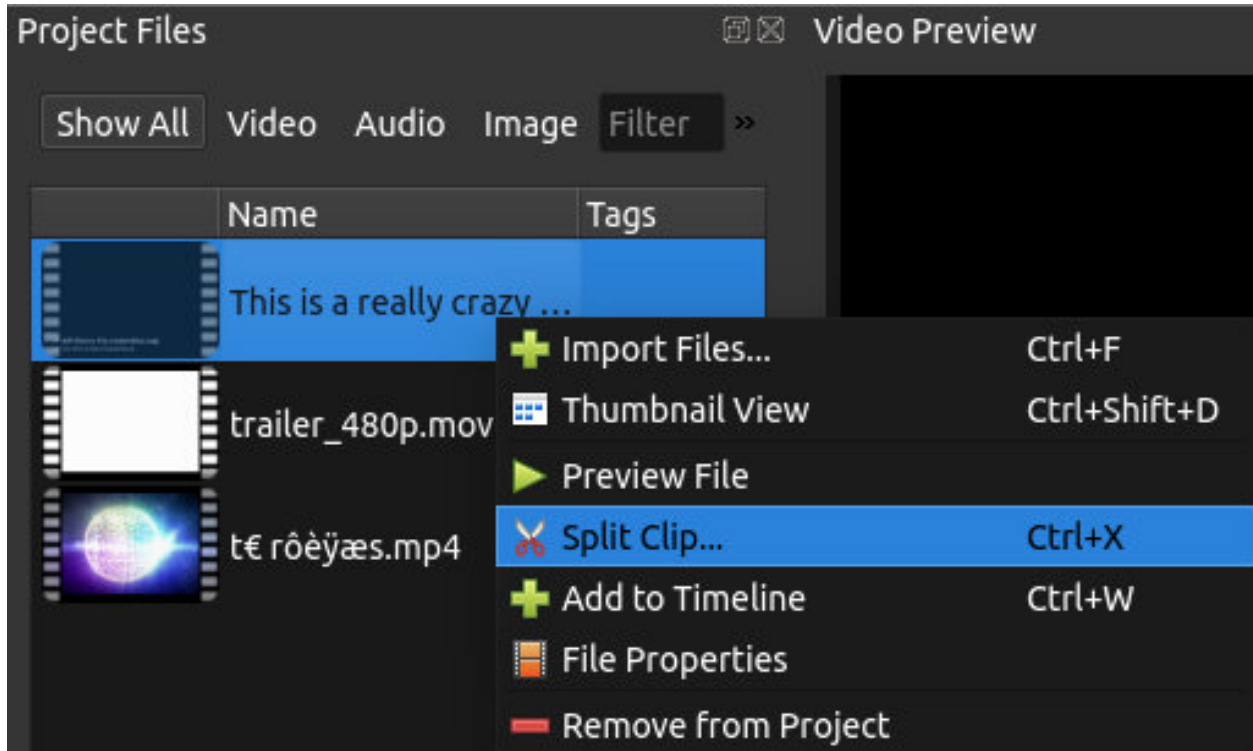 Project Files
Video Preview
Show All Video Audio Image Filter »
Name Tags
This is a really crazy ...
trailer_480p.mov
t€ rôèÿæs.mp4
Import Files... Ctrl+F
Thumbnail View Ctrl+Shift+D
Preview File
Split Clip... Ctrl+X
Add to Timeline Ctrl+W
File Properties
Remove from Project